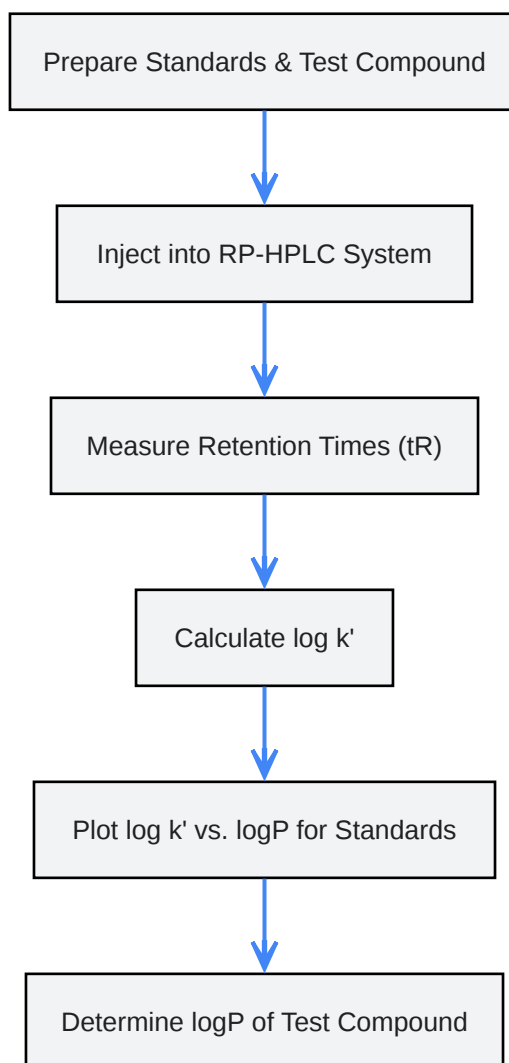 Prepare Standards & Test Compound
Inject into RP-HPLC System
Measure Retention Times (tR)
Calculate log k'
Plot log k' vs. logP for Standards
Determine logP of Test Compound